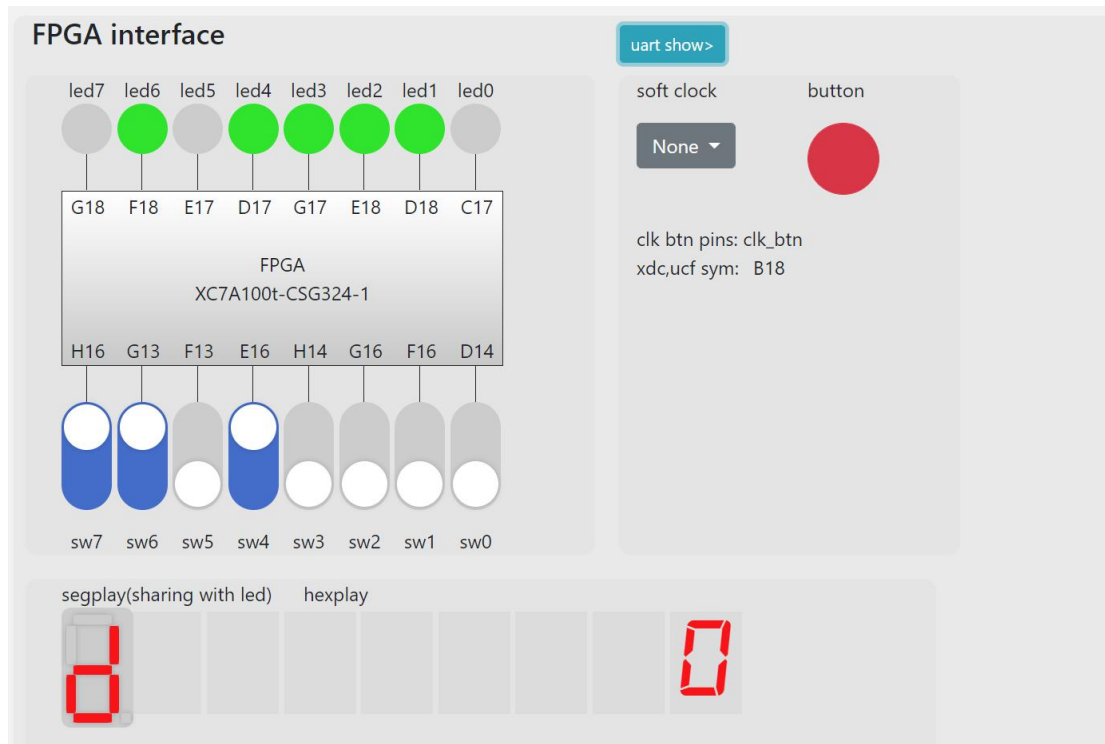 FPGA interface
uart show>
led7 led6 led5 led4 led3 led2 led1 led0
soft clock button
None
G18 F18 E17 D17 G17 E18 D18 C17
FPGA
XC7A100t-CSG324-1
clk btn pins: clk_btn
xdc,ucf sym: B18
H16 G13 F13 E16 H14 G16 F16 D14
sw7 sw6 sw5 sw4 sw3 sw2 sw1 sw0
segplay(sharing with led) hexplay
d 0